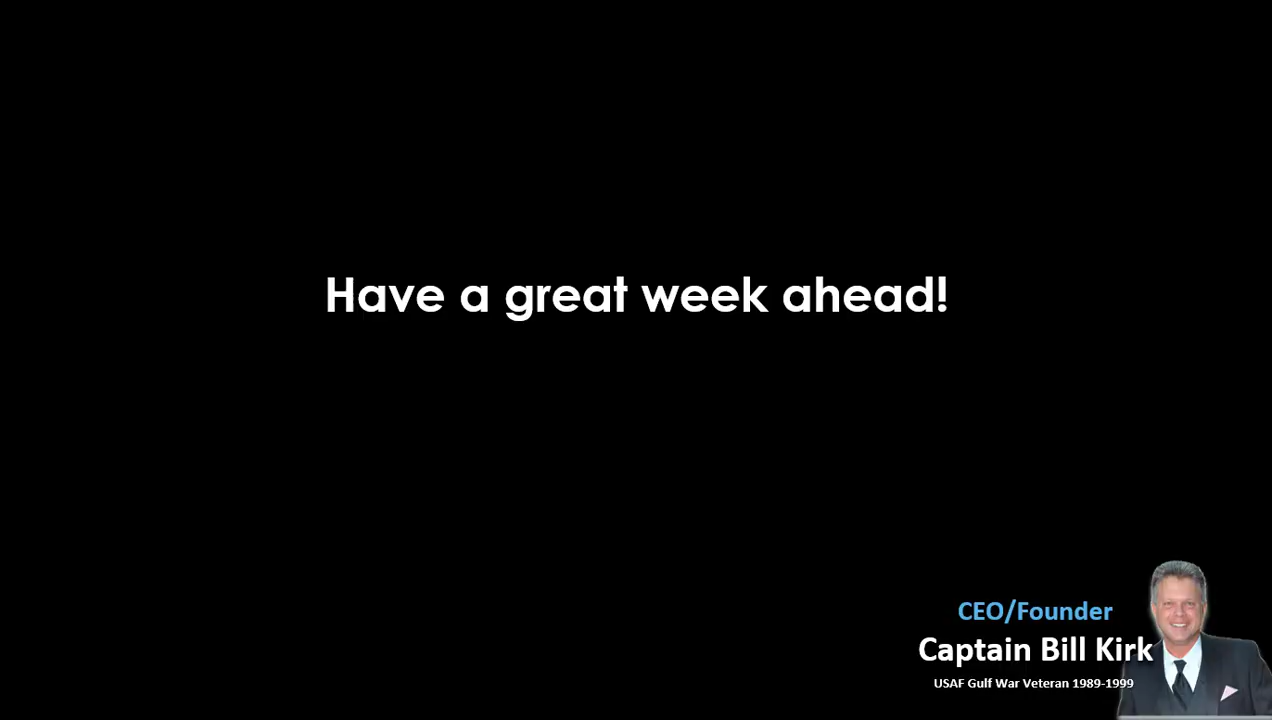 Have a great week ahead!
CEO/Founder
Captain Bill Kirk
USAF Gulf War Veteran 1989-1999